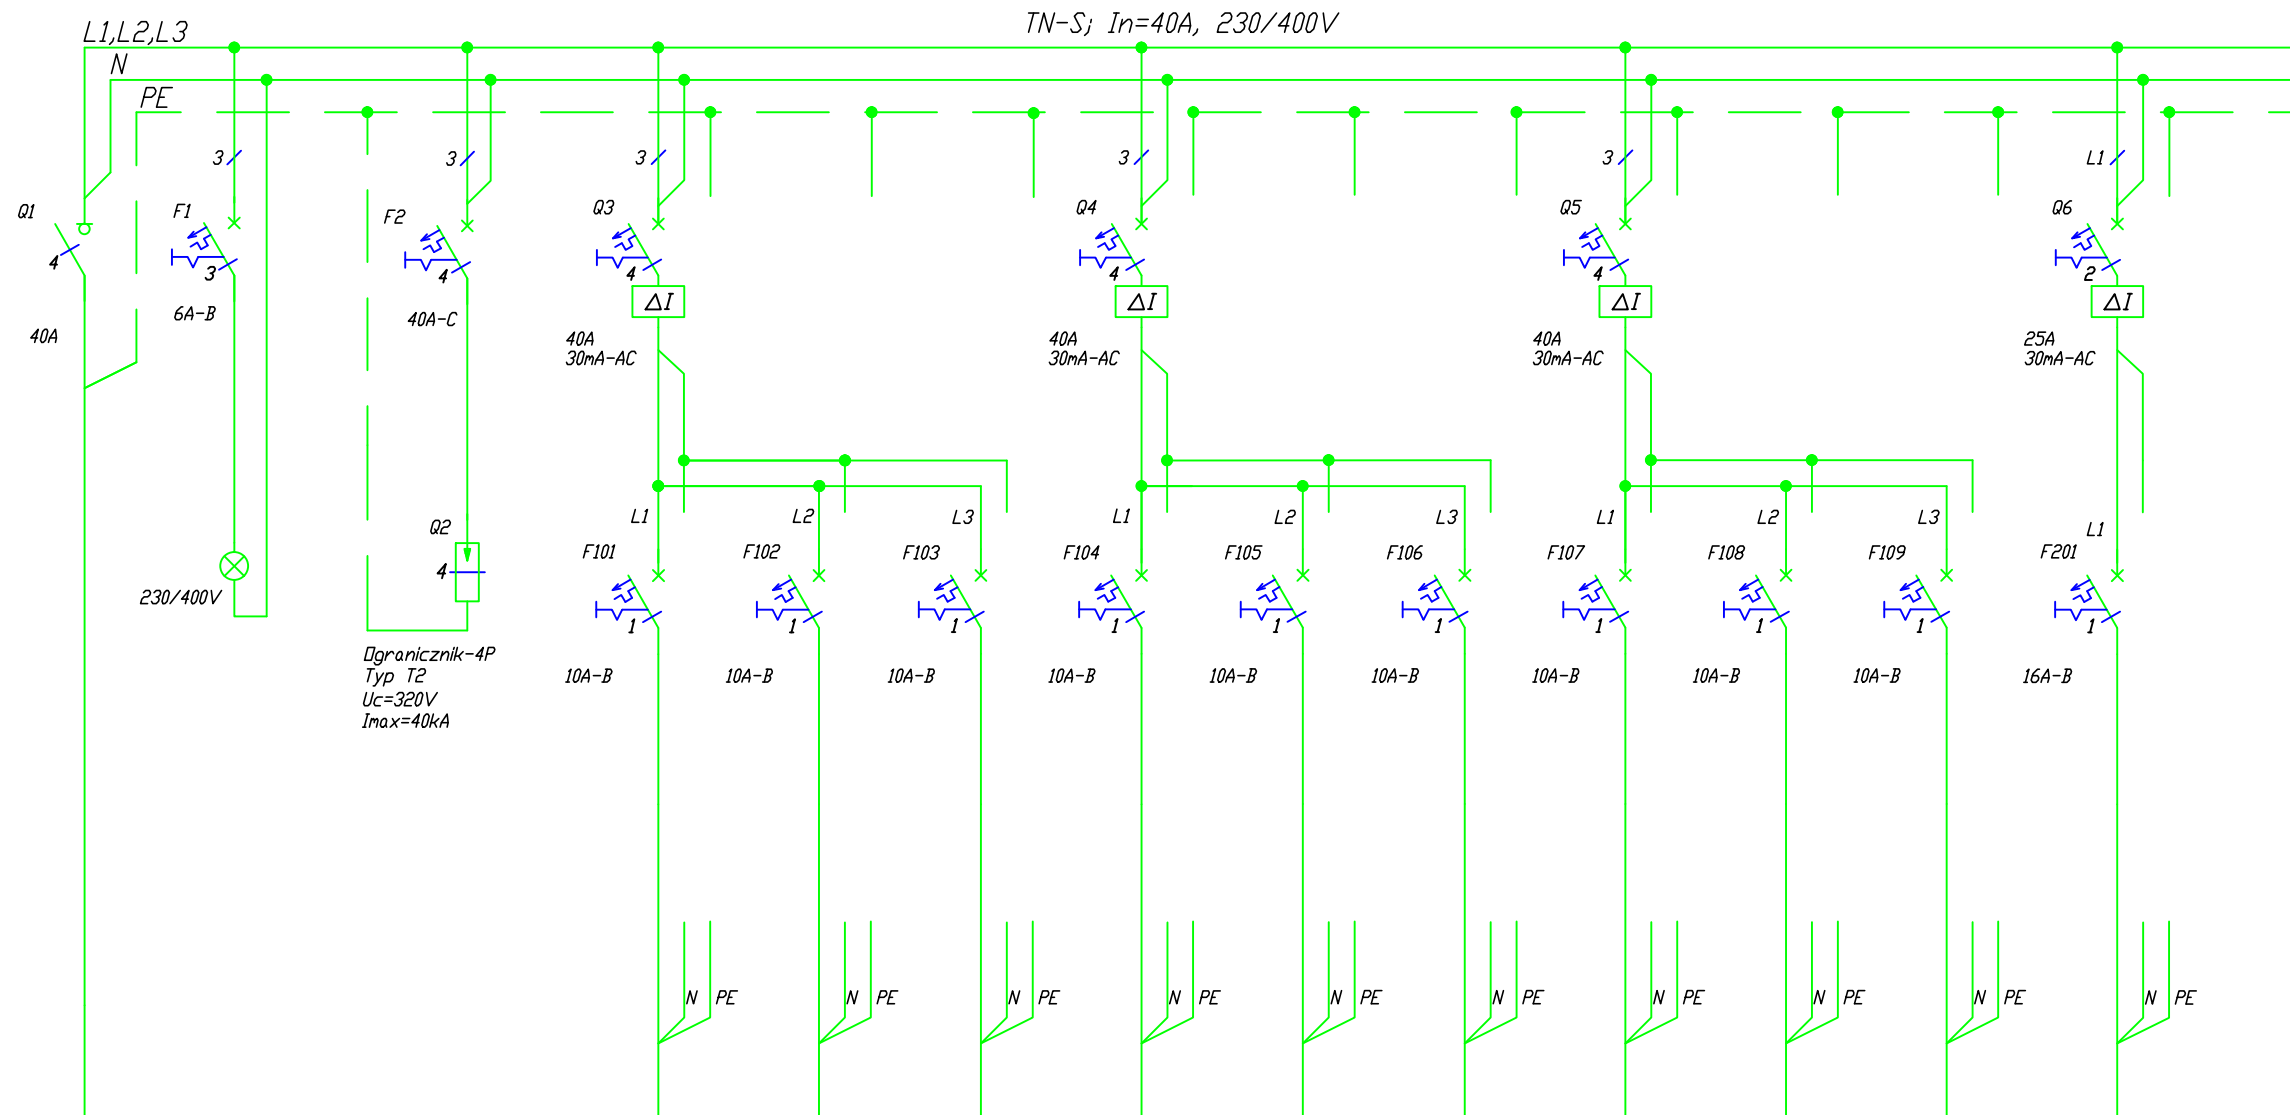 TN-S; In=40A, 230/400V
L1,L2,L3
N
PE
3
3
3
3
3
L1
Q1
F1
F2
Q3
Q4
Q5
Q6
4
3
4
4
4
4
2
ΔI
ΔI
ΔI
ΔI
40A
6A-B
40A-C
40A
30mA-AC
40A
30mA-AC
40A
30mA-AC
25A
30mA-AC
Q2
4
230/400V
Ogranicznik-4P
Typ T2
Uc=320V
Imax=40kA
L1
L2
L3
L1
L2
L3
L1
L2
L3
L1
F101
F102
F103
F104
F105
F106
F107
F108
F109
F201
1
1
1
1
1
1
1
1
1
1
10A-B
10A-B
10A-B
10A-B
10A-B
10A-B
10A-B
10A-B
10A-B
16A-B
N PE
N PE
N PE
N PE
N PE
N PE
N PE
N PE
N PE
N PE